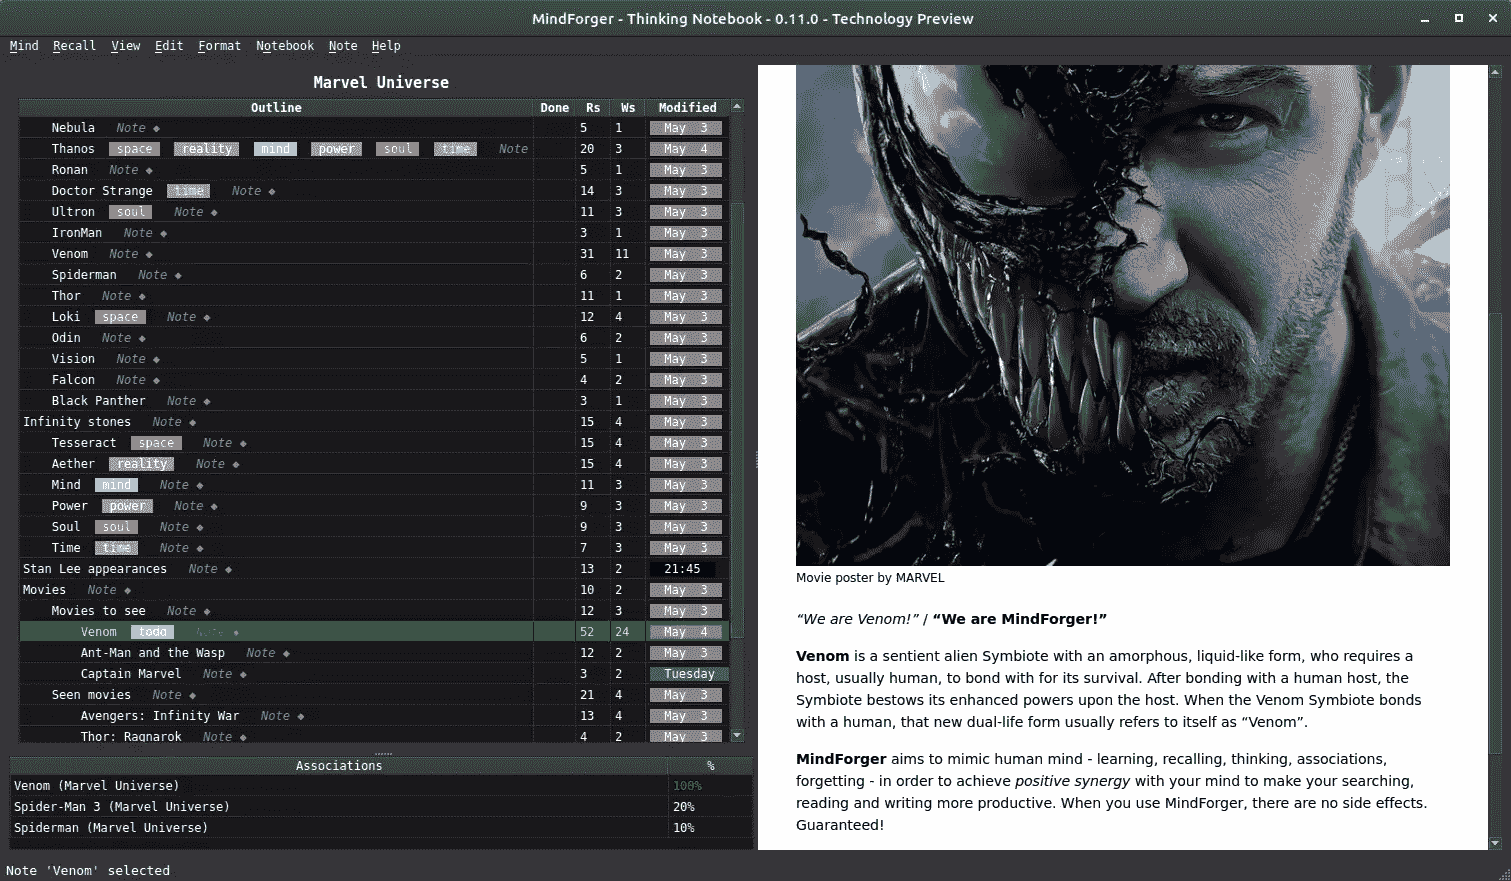 MindForger - Thinking Notebook - 0.11.0 - Technology Preview
Mind Recall View Edit Format Notebook Note Help
Marvel Universe
Outline Done Rs Ws Modified
Nebula Note ◆ 5 1 May 3
Thanos space reality mind power soul time Note 20 3 May 4
Ronan Note ◆ 5 1 May 3
Doctor Strange time Note ◆ 14 3 May 3
Ultron soul Note ◆ 11 3 May 3
IronMan Note ◆ 3 1 May 3
Venom Note ◆ 31 11 May 3
Spiderman Note ◆ 6 2 May 3
Thor Note ◆ 11 1 May 3
Loki space Note ◆ 12 4 May 3
Odin Note ◆ 6 2 May 3
Vision Note ◆ 5 1 May 3
Falcon Note ◆ 4 2 May 3
Black Panther Note ◆ 3 1 May 3
Infinity stones Note ◆ 15 4 May 3
Tesseract space Note ◆ 15 4 May 3
Aether reality Note ◆ 15 4 May 3
Mind mind Note ◆ 11 3 May 3
Power power Note ◆ 9 3 May 3
Soul soul Note ◆ 9 3 May 3
Time time Note ◆ 7 3 May 3
Stan Lee appearances Note ◆ 13 2 21:45
Movies Note ◆ 10 2 May 3
Movies to see Note ◆ 12 3 May 3
Venom todo Note ◆ 52 24 May 4
Ant-Man and the Wasp Note ◆ 12 2 May 3
Captain Marvel Note ◆ 3 2 Tuesday
Seen movies Note ◆ 21 4 May 3
Avengers: Infinity War Note ◆ 13 4 May 3
Thor: Ragnarok Note ◆ 4 2 May 3
Associations %
Venom (Marvel Universe) 100%
Spider-Man 3 (Marvel Universe) 20%
Spiderman (Marvel Universe) 10%
Note 'Venom' selected
Movie poster by MARVEL
“We are Venom!” / “We are MindForger!”
Venom is a sentient alien Symbiote with an amorphous, liquid-like form, who requires a
host, usually human, to bond with for its survival. After bonding with a human host, the
Symbiote bestows its enhanced powers upon the host. When the Venom Symbiote bonds
with a human, that new dual-life form usually refers to itself as “Venom”.
MindForger aims to mimic human mind - learning, recalling, thinking, associations,
forgetting - in order to achieve positive synergy with your mind to make your searching,
reading and writing more productive. When you use MindForger, there are no side effects.
Guaranteed!